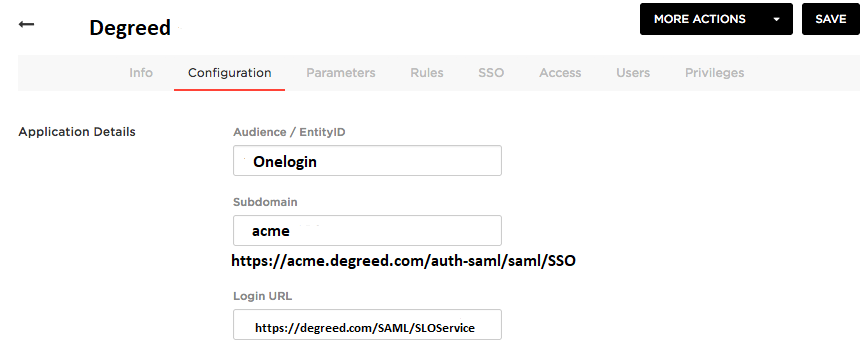 ← Degreed MORE ACTIONS SAVE
Info Configuration Parameters Rules SSO Access Users Privileges
Application Details
Audience / EntityID
Onelogin
Subdomain
acme
https://acme.degreed.com/auth-saml/saml/SSO
Login URL
https://degreed.com/SAML/SLOService